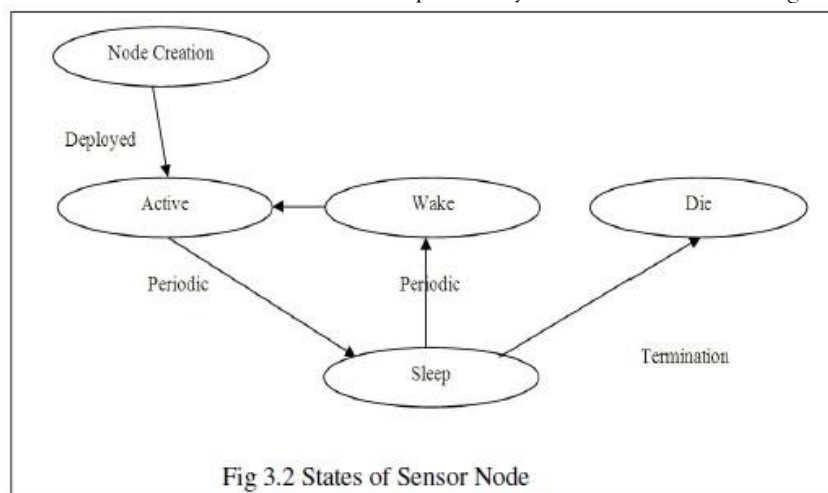 Node Creation
Deployed
Active
Wake
Die
Periodic
Periodic
Termination
Sleep
Fig 3.2 States of Sensor Node